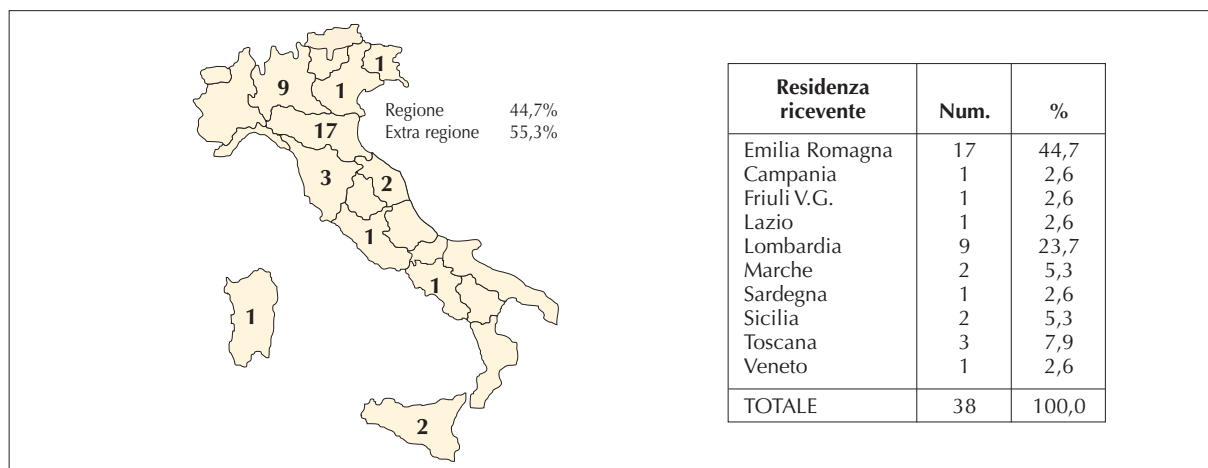 1
9
1
Regione 44,7%
17
Extra regione 55,3%
3
2
1
1
1
2
Residenza ricevente Num. %
Emilia Romagna 17 44,7
Campania 1 2,6
Friuli V.G. 1 2,6
Lazio 1 2,6
Lombardia 9 23,7
Marche 2 5,3
Sardegna 1 2,6
Sicilia 2 5,3
Toscana 3 7,9
Veneto 1 2,6
TOTALE 38 100,0